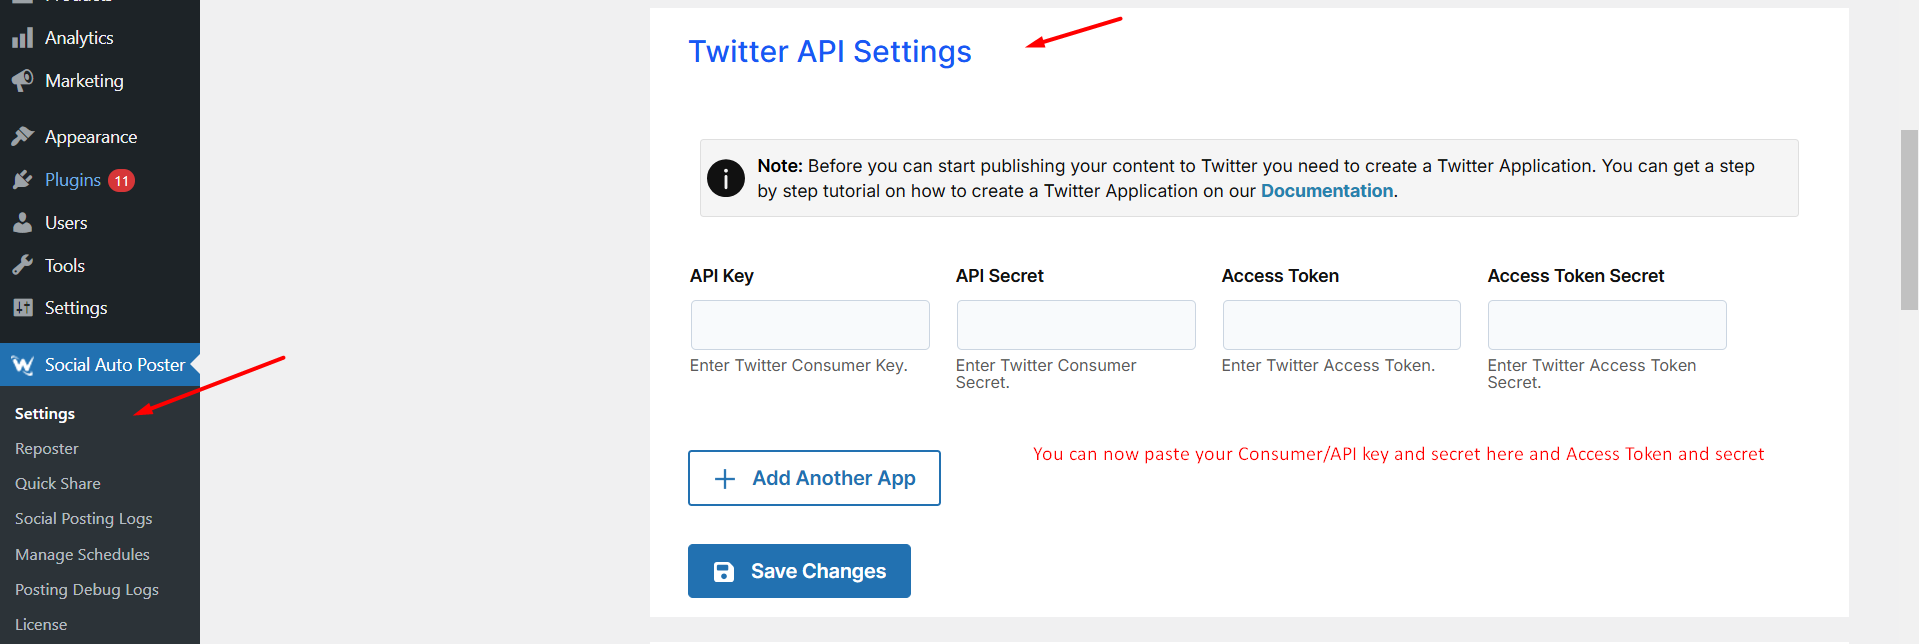 Products
Analytics
Marketing
Appearance
Plugins 11
Users
Tools
Settings
Social Auto Poster
Settings
Reposter
Quick Share
Social Posting Logs
Manage Schedules
Posting Debug Logs
License
Twitter API Settings
Note: Before you can start publishing your content to Twitter you need to create a Twitter Application. You can get a step
by step tutorial on how to create a Twitter Application on our Documentation.
API Key
API Secret
Access Token
Access Token Secret
Enter Twitter Consumer Key.
Enter Twitter Consumer
Secret.
Enter Twitter Access Token.
Enter Twitter Access Token
Secret.
You can now paste your Consumer/API key and secret here and Access Token and secret
Add Another App
Save Changes